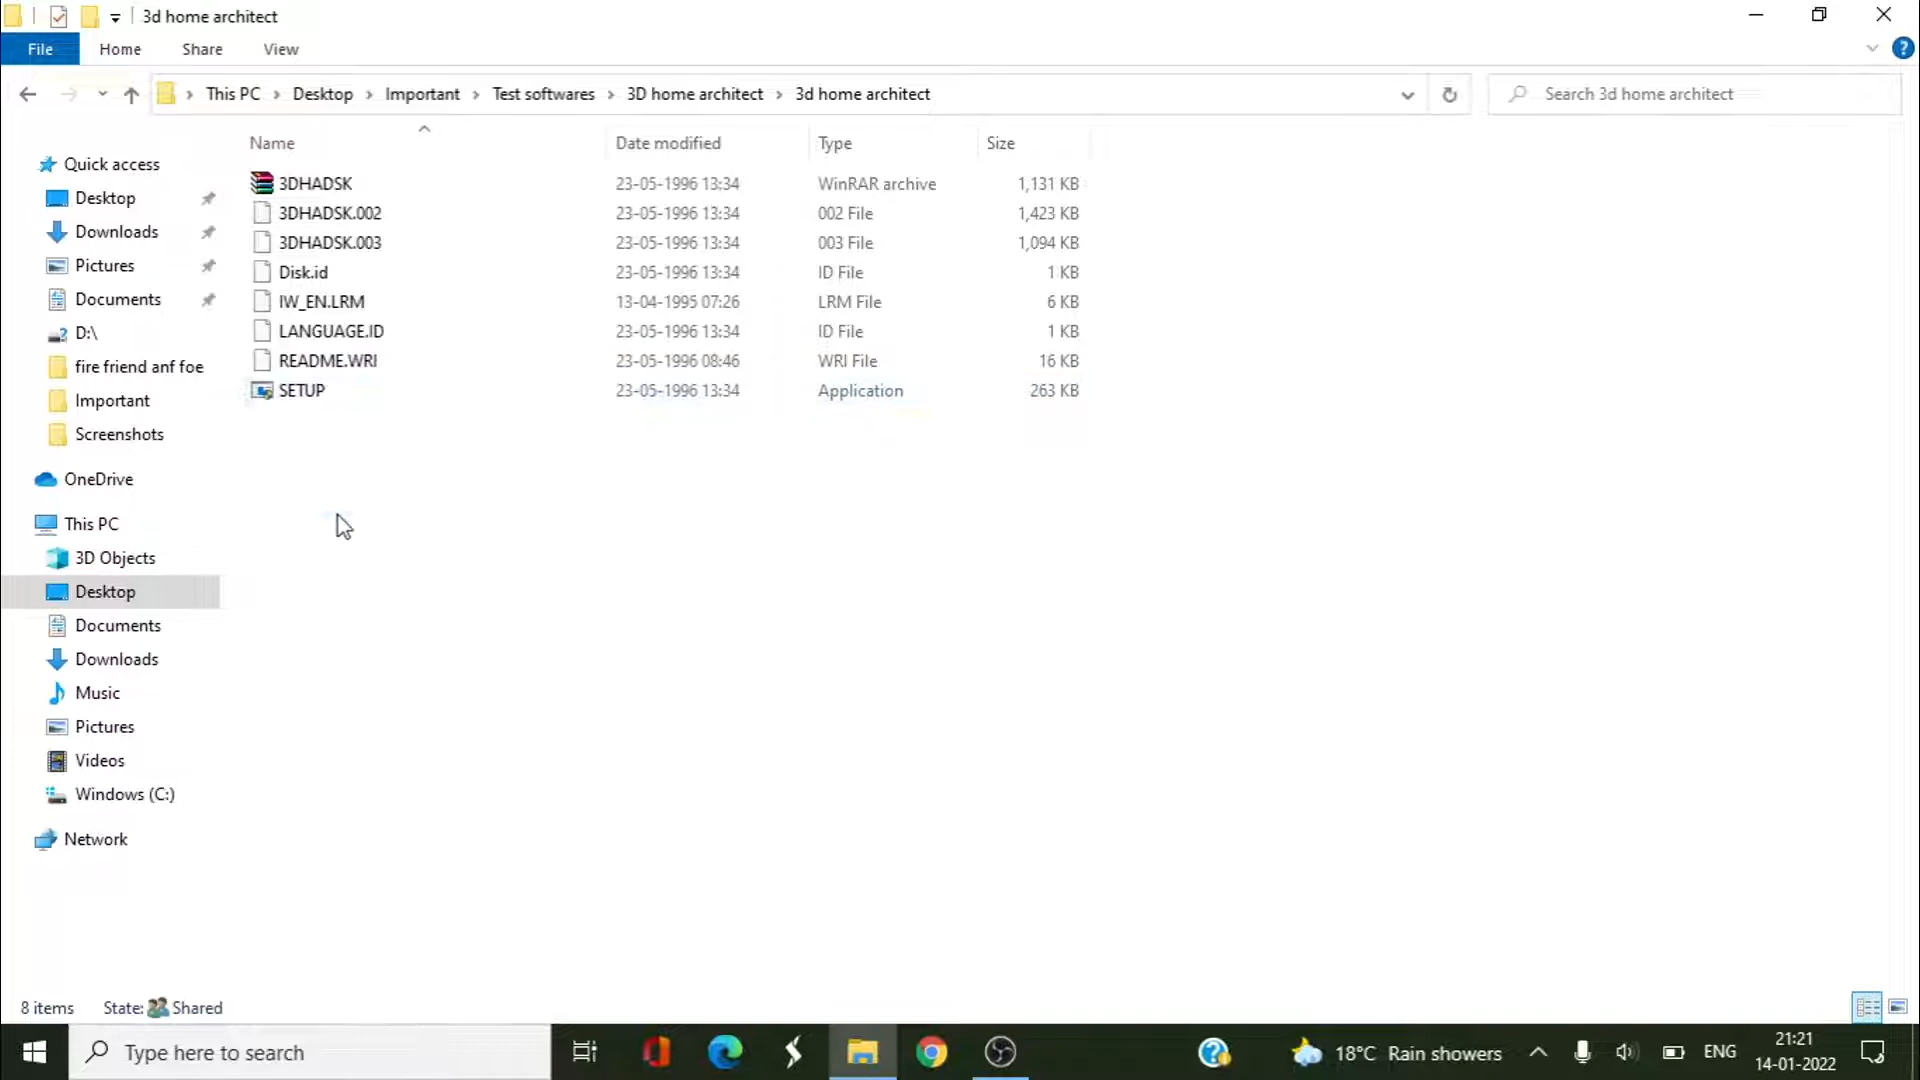 3d home architect
File Home Share View
This PC Desktop Important Test softwares 3D home architect 3d home architect
Search 3d home architect
Name Date modified Type Size
3DHADSK 23-05-1996 13:34 WinRAR archive 1,131 KB
3DHADSK.002 23-05-1996 13:34 002 File 1,423 KB
3DHADSK.003 23-05-1996 13:34 003 File 1,094 KB
Disk.id 23-05-1996 13:34 ID File 1 KB
IW_EN.LRM 13-04-1995 07:26 LRM File 6 KB
LANGUAGE.ID 23-05-1996 13:34 ID File 1 KB
README.WRI 23-05-1996 08:46 WRI File 16 KB
SETUP 23-05-1996 13:34 Application 263 KB
Quick access
Desktop
Downloads
Pictures
Documents
D:\
fire friend anf foe
Important
Screenshots
OneDrive
This PC
3D Objects
Desktop
Documents
Downloads
Music
Pictures
Videos
Windows (C:)
Network
8 items State: Shared
Type here to search
18°C Rain showers
ENG
21:21
14-01-2022